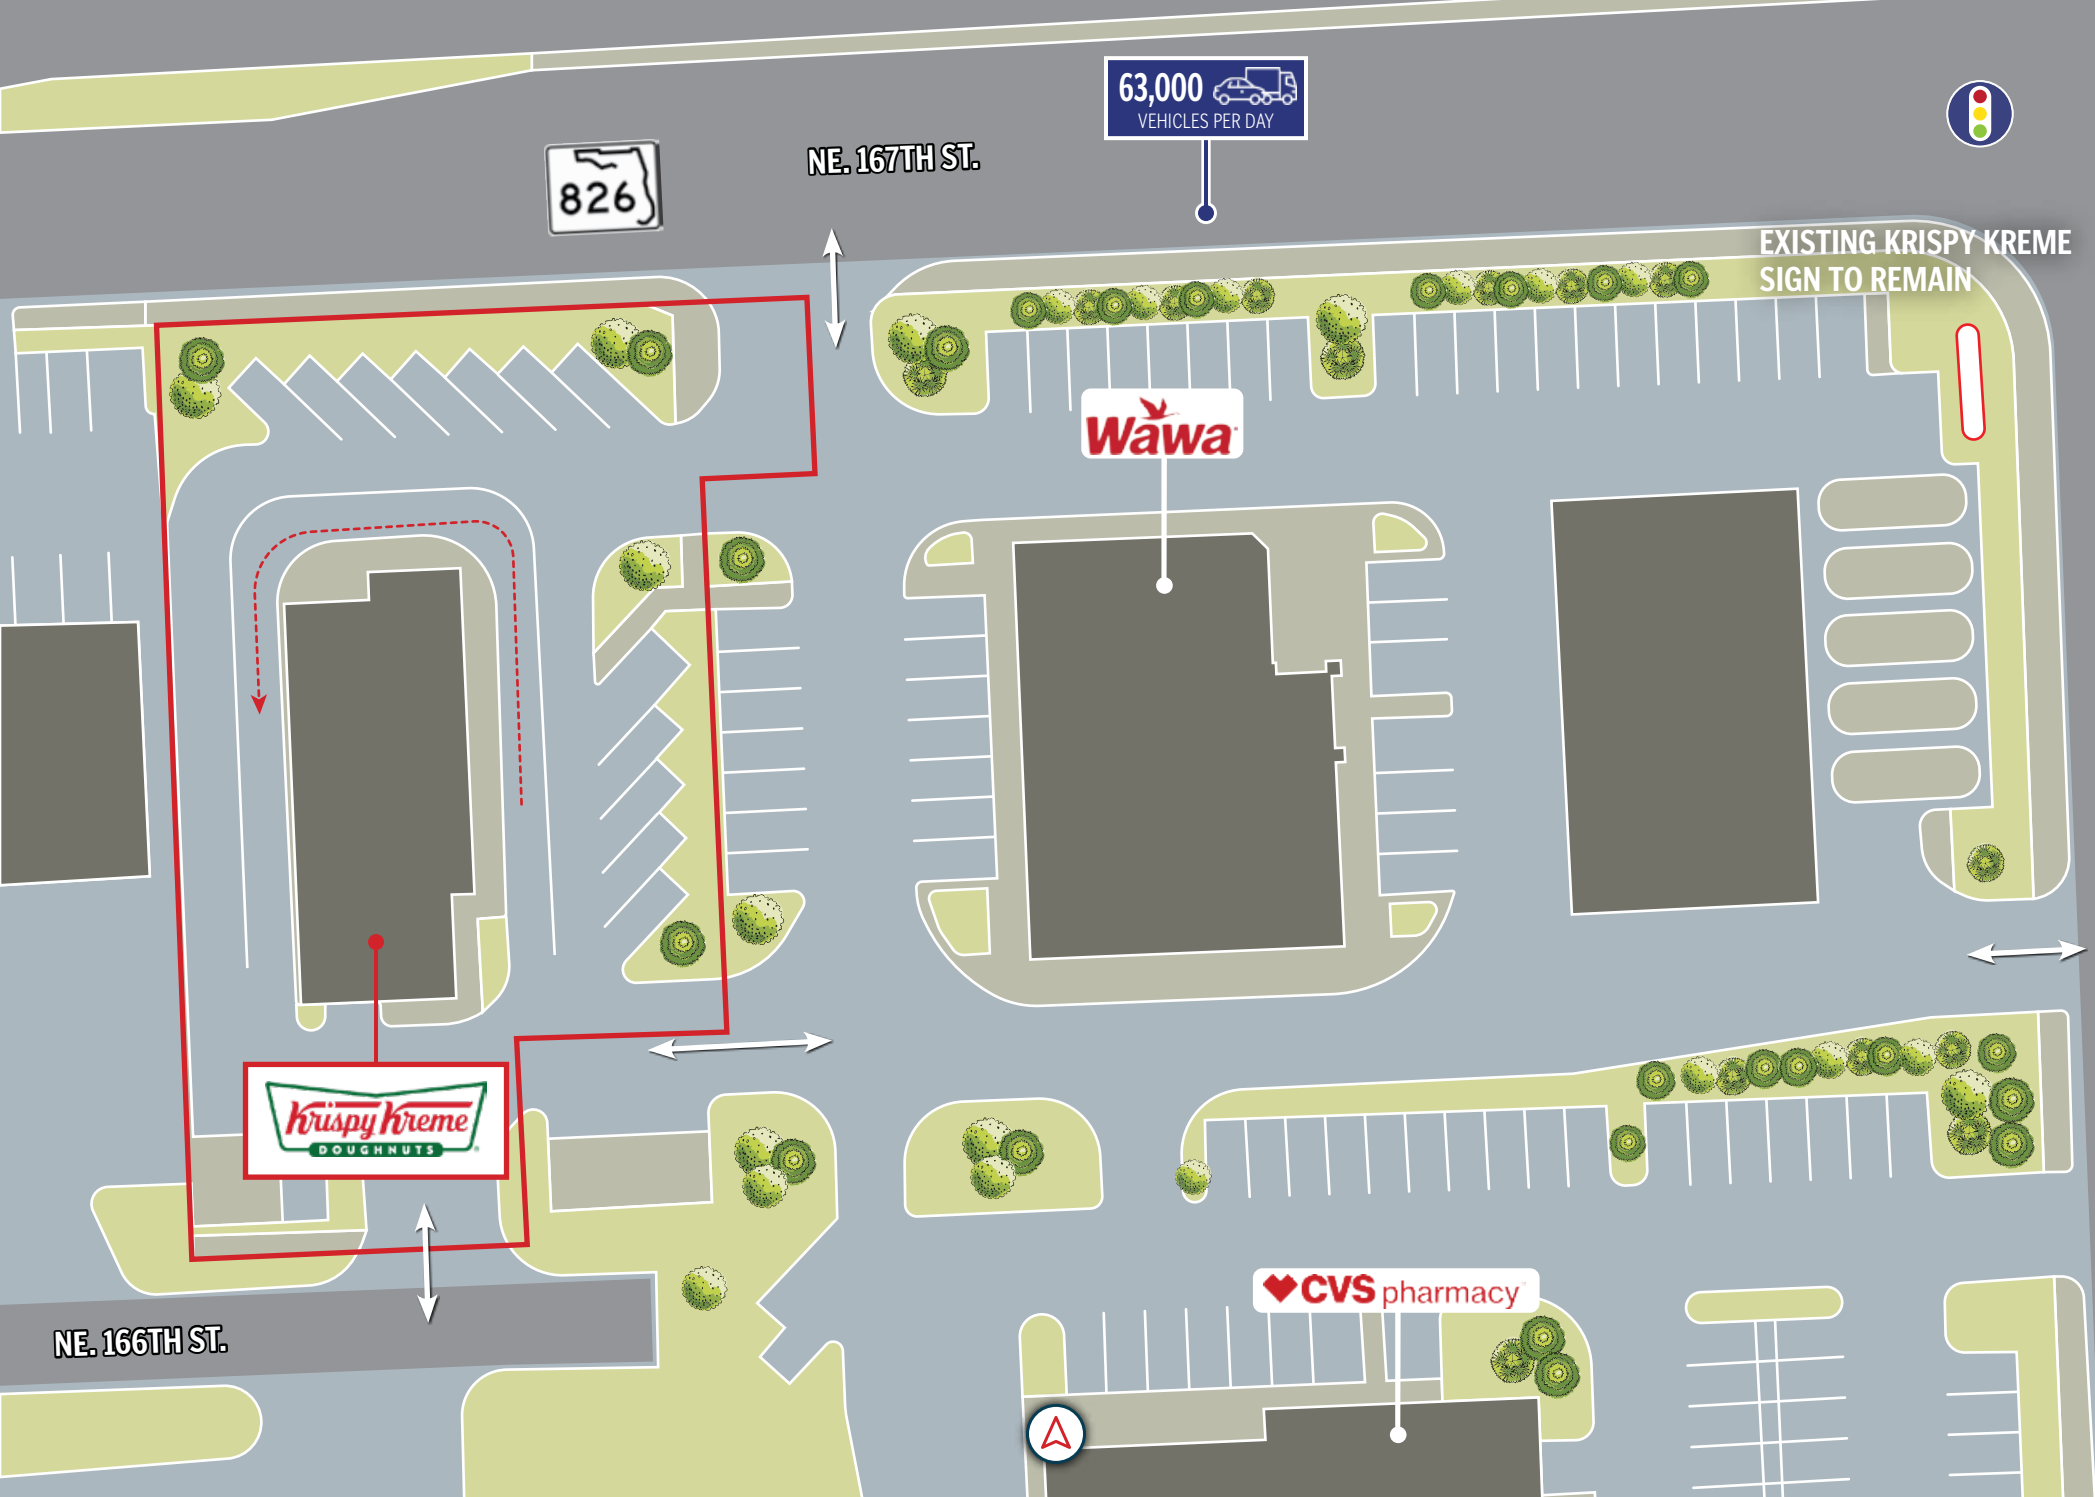 63,000
VEHICLES PER DAY
NE. 167TH ST.
826
EXISTING KRISPY KREME
SIGN TO REMAIN
Wawa
Krispy Kreme
DOUGHNUTS
CVS pharmacy
NE. 166TH ST.